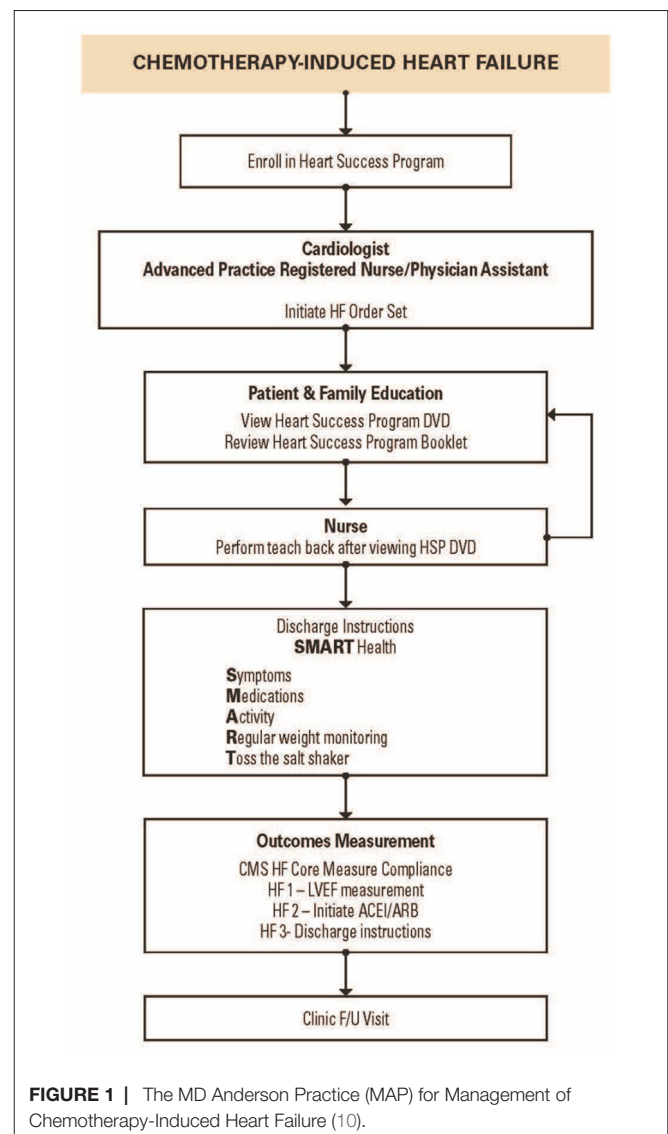 CHEMOTHERAPY-INDUCED HEART FAILURE
Enroll in Heart Success Program
Cardiologist
Advanced Practice Registered Nurse/Physician Assistant
Initiate HF Order Set
Patient & Family Education
View Heart Success Program DVD
Review Heart Success Program Booklet
Nurse
Perform teach back after viewing HSP DVD
Discharge Instructions
SMART Health
Symptoms
Medications
Activity
Regular weight monitoring
Toss the salt shaker
Outcomes Measurement
CMS HF Core Measure Compliance
HF 1 – LVEF measurement
HF 2 – Initiate ACEI/ARB
HF 3- Discharge instructions
Clinic F/U Visit
FIGURE 1 | The MD Anderson Practice (MAP) for Management of
Chemotherapy-Induced Heart Failure (10).